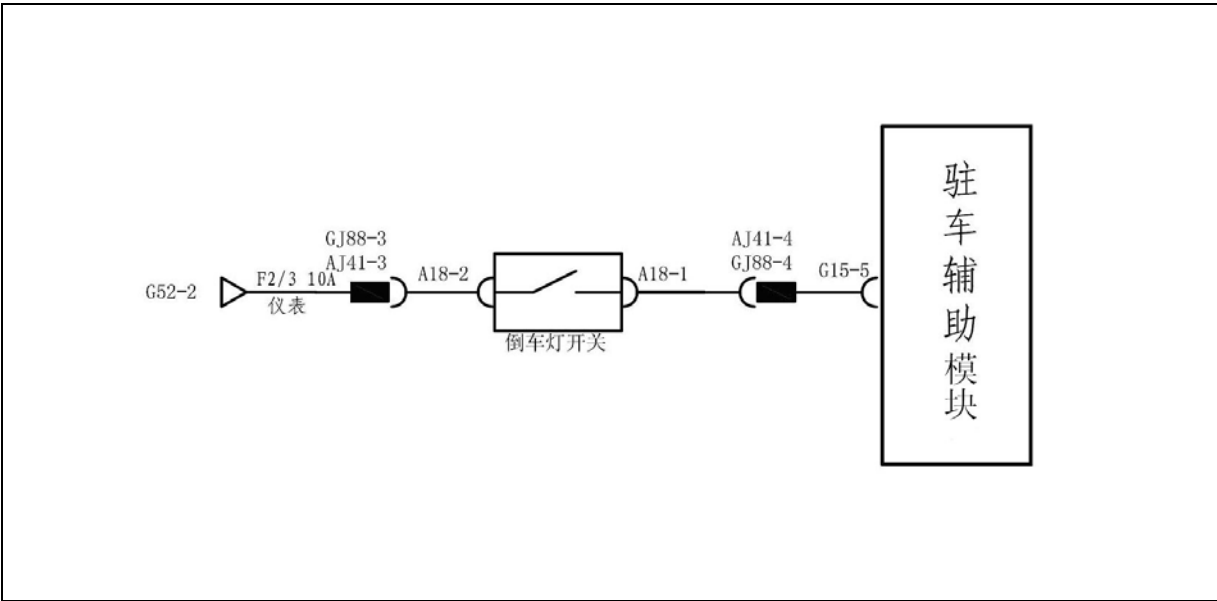 G52-2
F2/3 10A
仪表
GJ88-3
AJ41-3
A18-2
倒车灯开关
A18-1
AJ41-4
GJ88-4
G15-5
驻车辅助模块